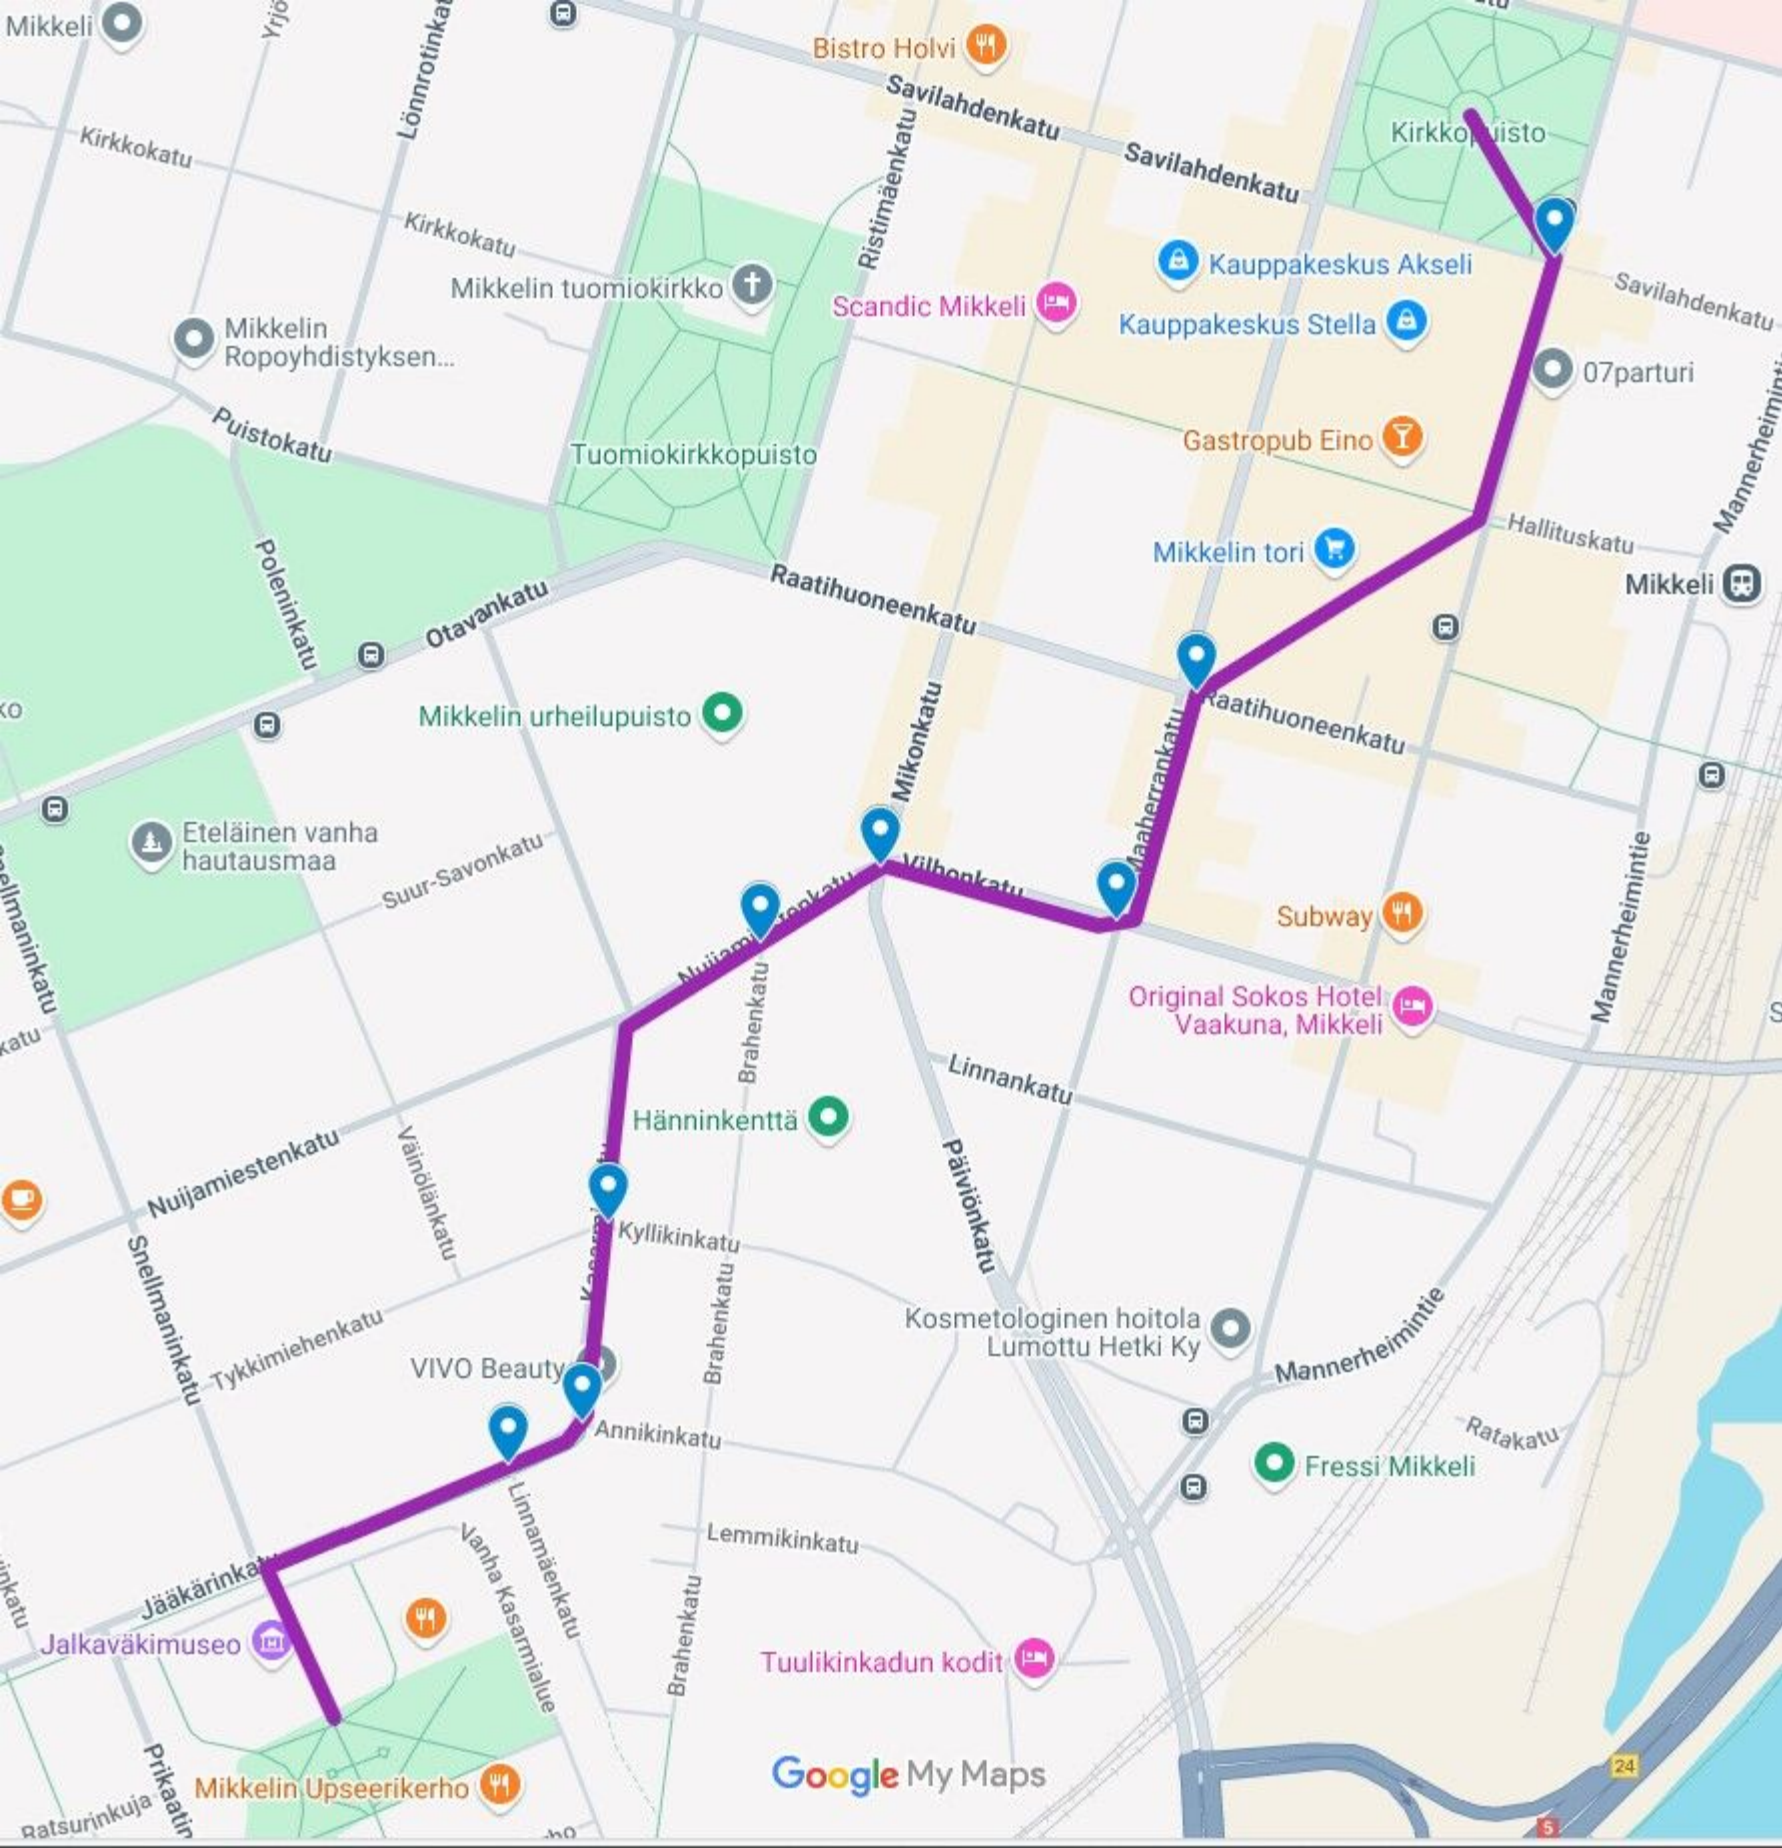 Mikkeli
Bistro Holvi
Savilahdenkatu
Kirkkopuisto
Kirkkokatu
Savilahdenkatu
Lönnrotinkat
Ristimäenkatu
Kirkkokatu
Mikkelin tuomiokirkko
Kauppakeskus Akseli
Scandic Mikkeli
Kauppakeskus Stella
Savilahdenkatu
Mikkelin
Ropoyhdistyksen...
07parturi
Puistokatu
Tuomiokirkkopuisto
Gastropub Eino
Mannerheimintie
Hallituskatu
Poleninkatu
Mikkelin tori
Mikkeli
Otavankatu
Raatihuoneenkatu
Mikkelin urheilupuisto
Mikonkatu
Raatihuoneenkatu
Maaherrankatu
Eteläinen vanha
hautausmaa
Suur-Savonkatu
Vilhonkatu
Subway
Mannerheimintie
Original Sokos Hotel
Vaakuna, Mikkeli
Brahenkatu
Linnankatu
Hänninkenttä
Nuijamiestenkatu
Väinölänkatu
Päiviönkatu
Kyllikinkatu
Snellmaninkatu
Brahenkatu
Tykkimiehenkatu
Kosmetologinen hoitola
Lumottu Hetki Ky
VIVO Beauty
Mannerheimintie
Annikinkatu
Ratakatu
Fressi Mikkeli
Linnamäenkatu
Lemmikinkatu
Vanha Kasarmialue
Jääkärinkatu
Jalkaväkimuseo
Brahenkatu
Tuulikinkadun kodit
Google My Maps
24
Mikkelin Upseerikerho
Prikaatin
Ratsurinkuja
5